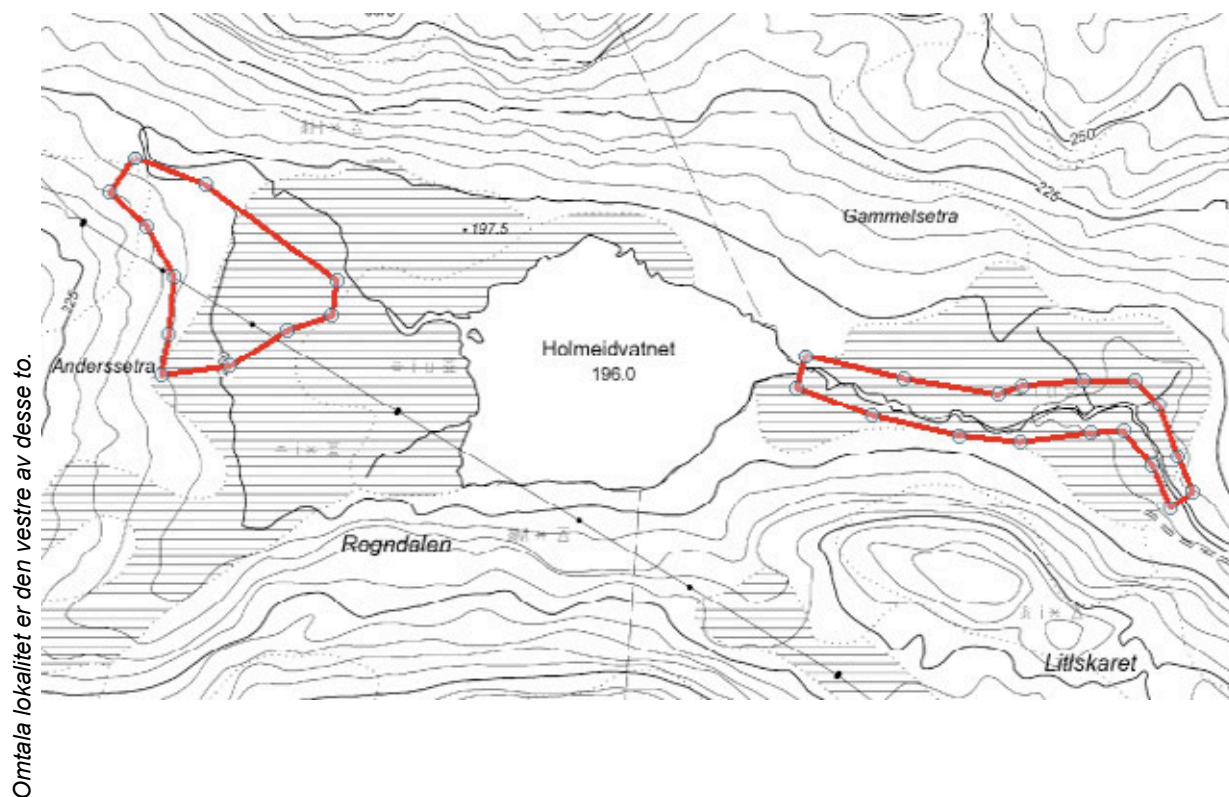 250
Gammelsetra
225
197.5
225
Holmeidvatnet
196.0
Anderssetra
Rogndalen
Litlskaret
Omtala lokalitet er den vestre av desse to.